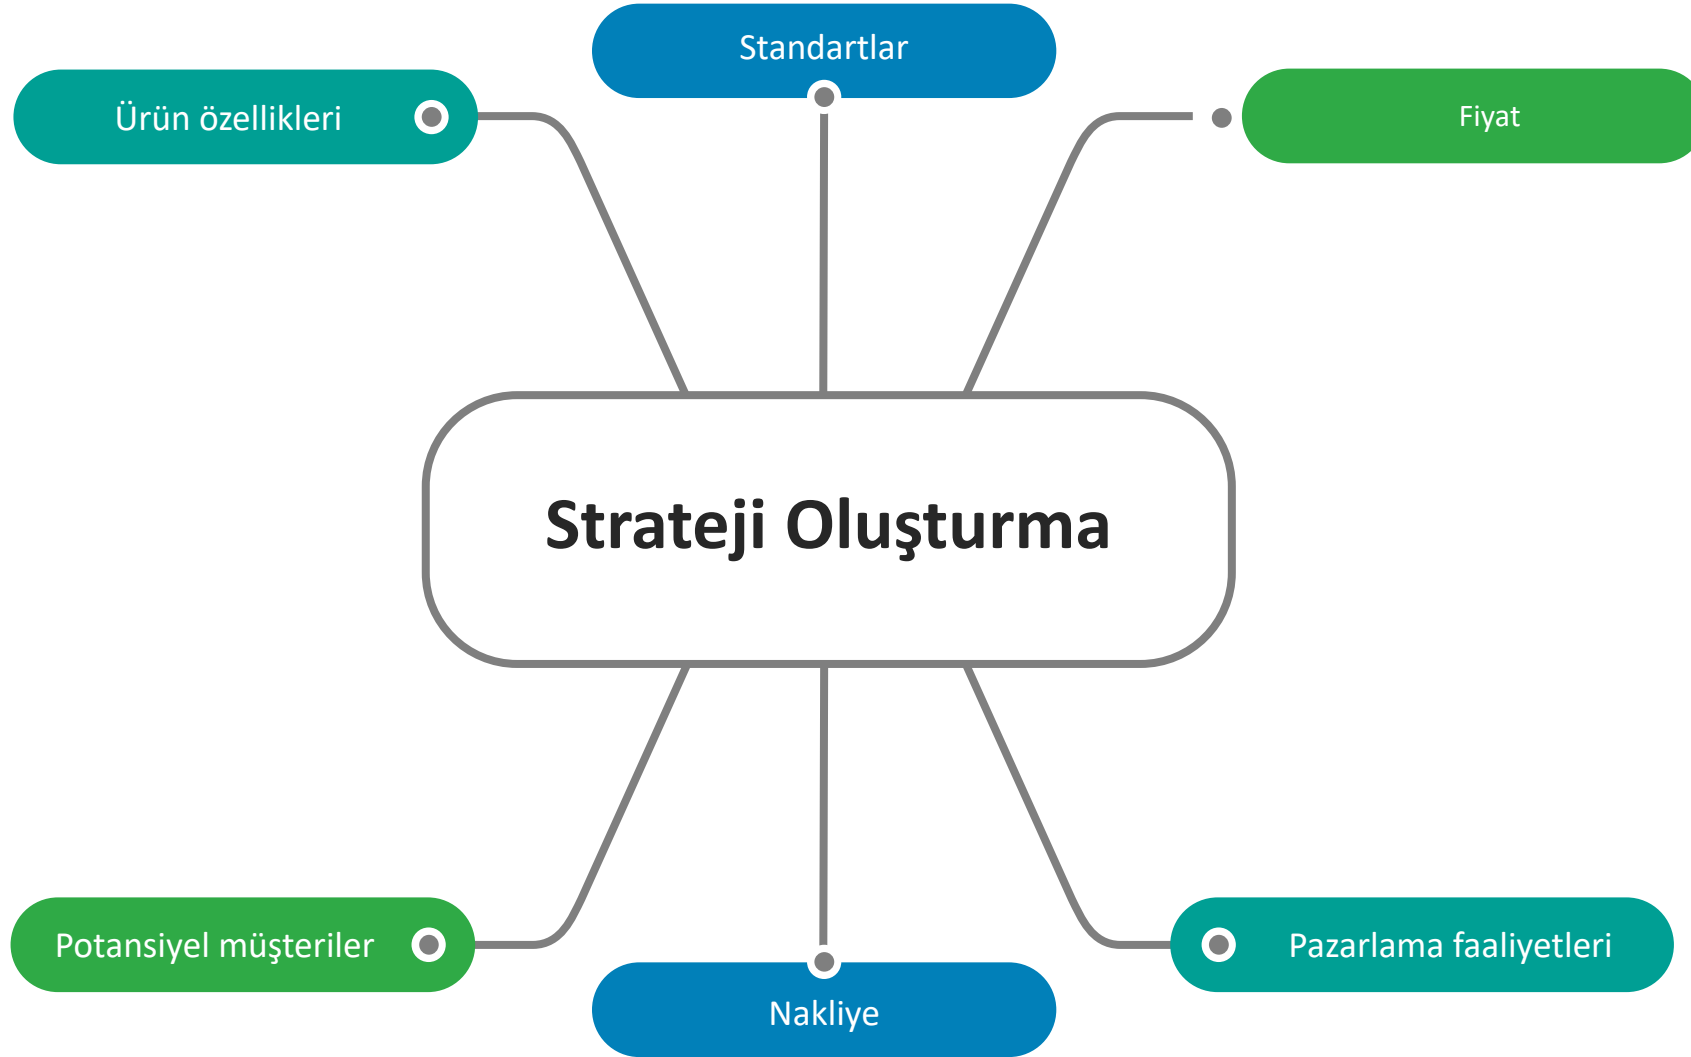 Standartlar
Ürün özellikleri
Fiyat
Strateji Oluşturma
Potansiyel müşteriler
Pazarlama faaliyetleri
Nakliye